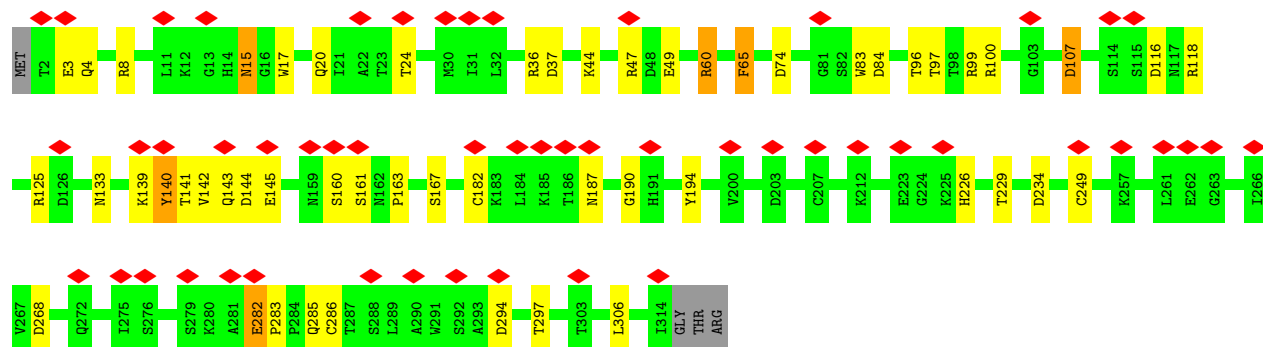 MET T2 E3 Q4 R8 L11 K12 G13 H14 N15 G16 W17 Q20 I21 A22 T23 T24 M30 I31 L32 R36 D37 K44 R47 D48 E49 R60 F65 D74 G81 S82 W83 D84 T96 T97 T98 R99 R100 G103 D107 S114 S115 D116 N117 R118
R125 D126 N133 K139 Y140 T141 V142 Q143 D144 E145 N159 S160 S161 N162 P163 S167 C182 K183 L184 K185 T186 N187 G190 H191 Y194 V200 D203 C207 K212 E223 G224 K225 H226 T229 D234 C249 K257 L261 E262 G263 I266
V267 D268 Q272 I275 S276 S279 K280 A281 E282 P283 P284 Q285 C286 T287 S288 L289 A290 W291 S292 A293 D294 T297 T303 L306 I314 GLY THR ARG